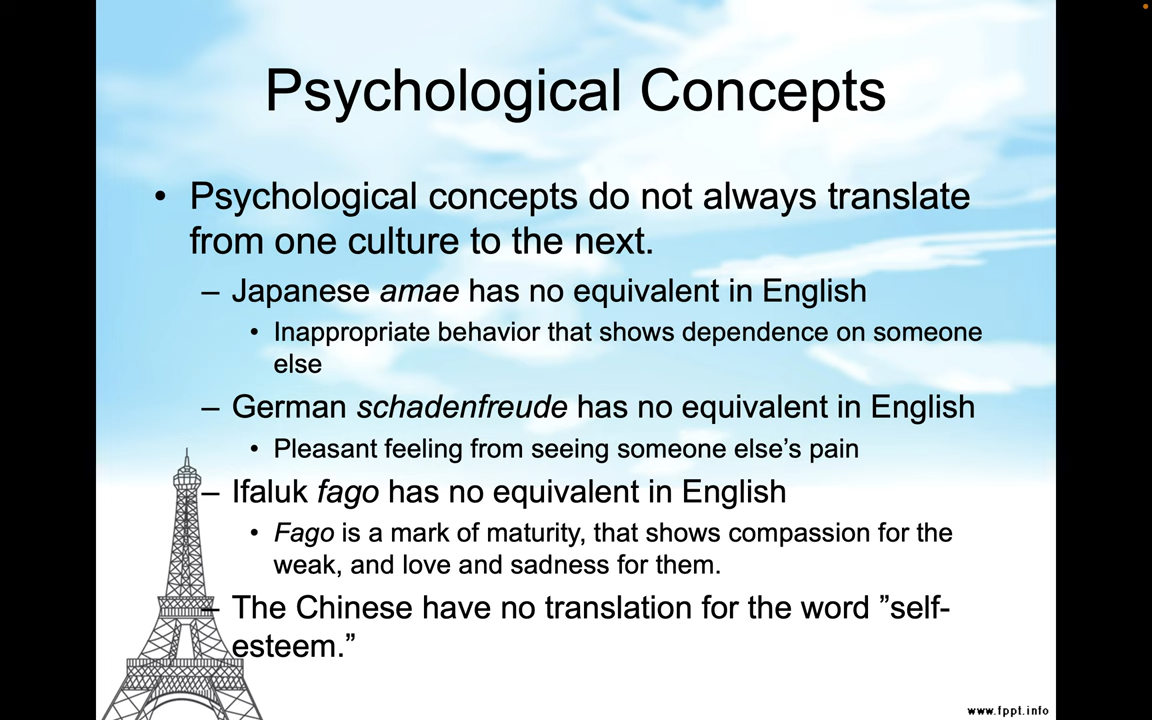 Psychological Concepts
• Psychological concepts do not always translate
from one culture to the next.
– Japanese amae has no equivalent in English
• Inappropriate behavior that shows dependence on someone
else
– German schadenfreude has no equivalent in English
• Pleasant feeling from seeing someone else’s pain
– Ifaluk fago has no equivalent in English
• Fago is a mark of maturity, that shows compassion for the
weak, and love and sadness for them.
– The Chinese have no translation for the word ”self-
esteem.”
www.fppt.info